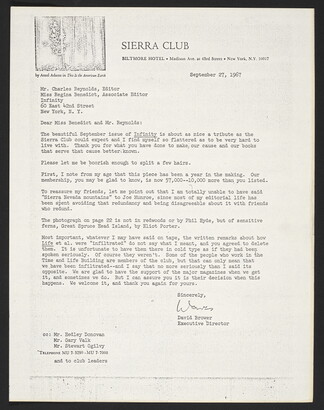 SIERRA CLUB
BILTMORE HOTEL • Madison Ave. at 43rd Street • New York, N.Y. 10017
by Ansel Adams in This Is the American Earth
September 27, 1967
Mr. Charles Reynolds, Editor
Miss Regina Benedict, Associate Editor
Infinity
60 East 42nd Street
New York, N. Y.
Dear Miss Benedict and Mr. Reynolds:
The beautiful September issue of Infinity is about as nice a tribute as the
Sierra Club could expect and I find myself so flattered as to be very hard to
live with. Thank you for what you have done to make our cause and our books
that serve that cause better known.
Please let me be boorish enough to split a few hairs.
First, I note from my ads that this piece has been a year in the making. Our
membership, you may be glad to know, is now 57,000 more than you listed.
To reassure my friends, let me point out that I am totally unable to have said
"Sierra Nevada mountains" to Joe Munroe, since most of my editorial life has
been spent avoiding that redundancy and being disagreeable about it with friends
who redund.
The photograph on page 22 is not in redwoods or by Phil Hyde, but of sensitive
ferns, Great Spruce Head Island, by Eliot Porter.
Most important, whatever I may have said on tape, the written remarks about how
Life et al. were "infiltrated" do not say what I meant, and you agreed to delete
them. It is unfortunate to have them in cold type as if they had been
spoken seriously. Of course they weren't. Some of the people who work in the
Time and Life Building are members of the club, but that can only mean that
we have been infiltrated--and I say that no more seriously than I said its
opposite. We are glad to have the support of the major magazines when we get
it, and sometimes we do. But I can assure you it is their decision when this
happens. We welcome it, and thank you again for yours.
Sincerely,
David Brower
Executive Director
cc: Mr. Hedley Donovan
Mr. Gary Valk
Mr. Stewart Ogilvy
and to club leaders